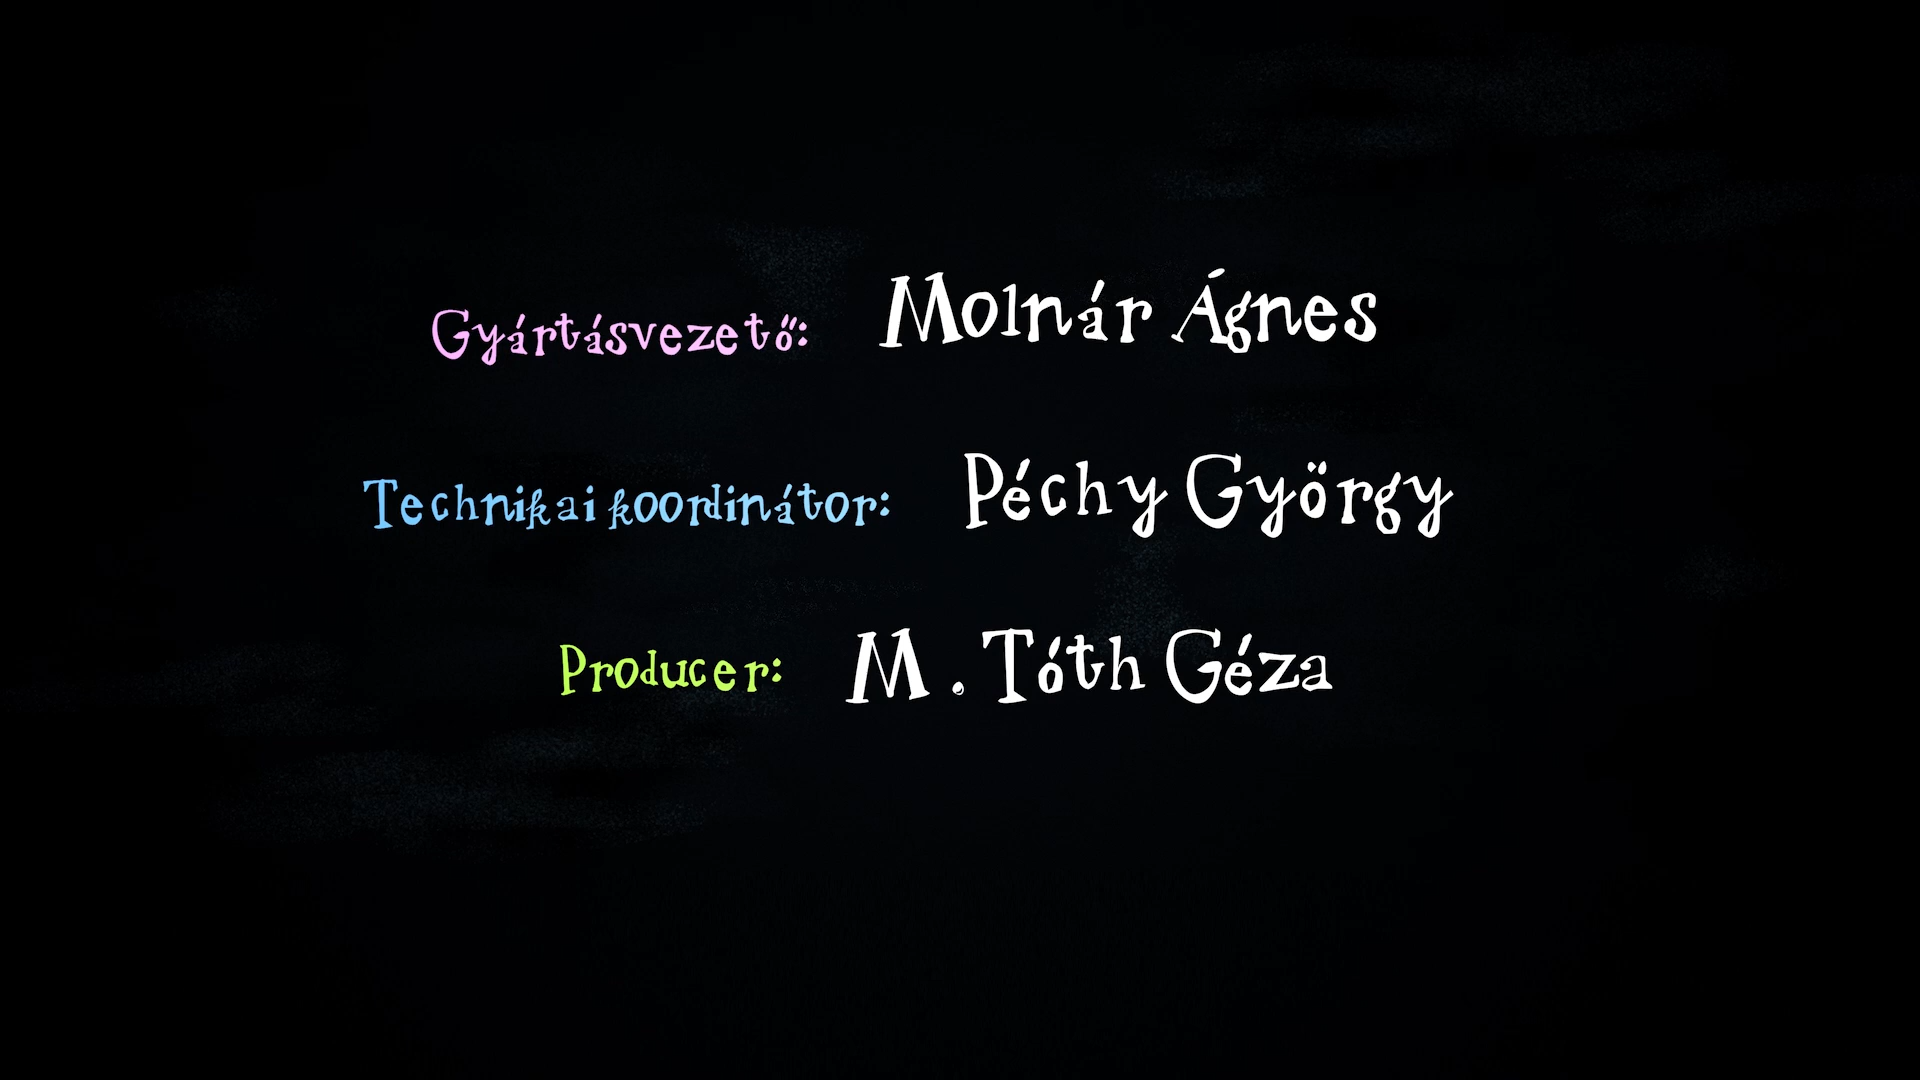 Gyártásvezető: Molnár Ágnes
Technikai koordinátor: Péchy György
Producer: M. Tóth Géza